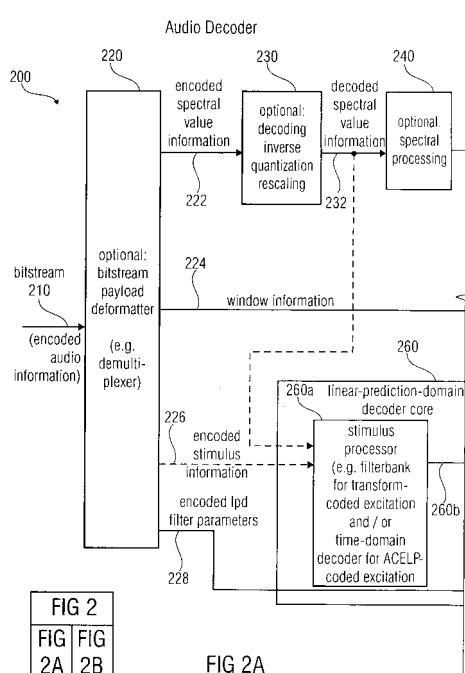 Audio Decoder
200
220
230
240
encoded
spectral
value
information
222
optional:
decoding
inverse
quantization
rescaling
decoded
spectral
value
information
232
optional.
spectral
processing
optional:
bitstream
payload
deformatter
(e.g.
demulti-
plexer)
bitstream
210
(encoded
audio
information)
224
window information
260
260a
linear-prediction-domain
decoder core
226
encoded
stimulus
information
stimulus
processor
(e.g. filterbank
for transform-
coded excitation
and / or
time-domain
decoder for ACELP-
coded excitation
260b
encoded lpd
filter parameters
228
FIG 2
FIG FIG
2A 2B
FIG 2A